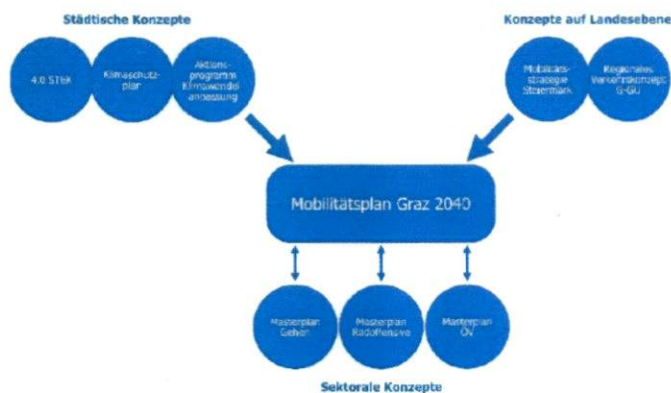 Städtische Konzepte
Konzepte auf Landesebene
4.0 STEK
Klimaschutz-
plan
Aktions-
programm
Klimawandel
anpassung
Mobilitäts-
strategie
Steiermark
Regionales
Verkehrskonzept
G-GU
Mobilitätsplan Graz 2040
Masterplan
Gehen
Masterplan
Radoffensive
Masterplan
ÖV
Sektorale Konzepte